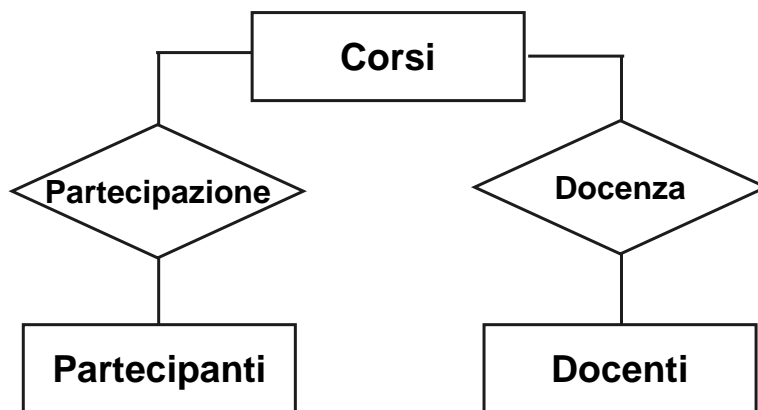 Corsi
Partecipazione
Docenza
Partecipanti
Docenti